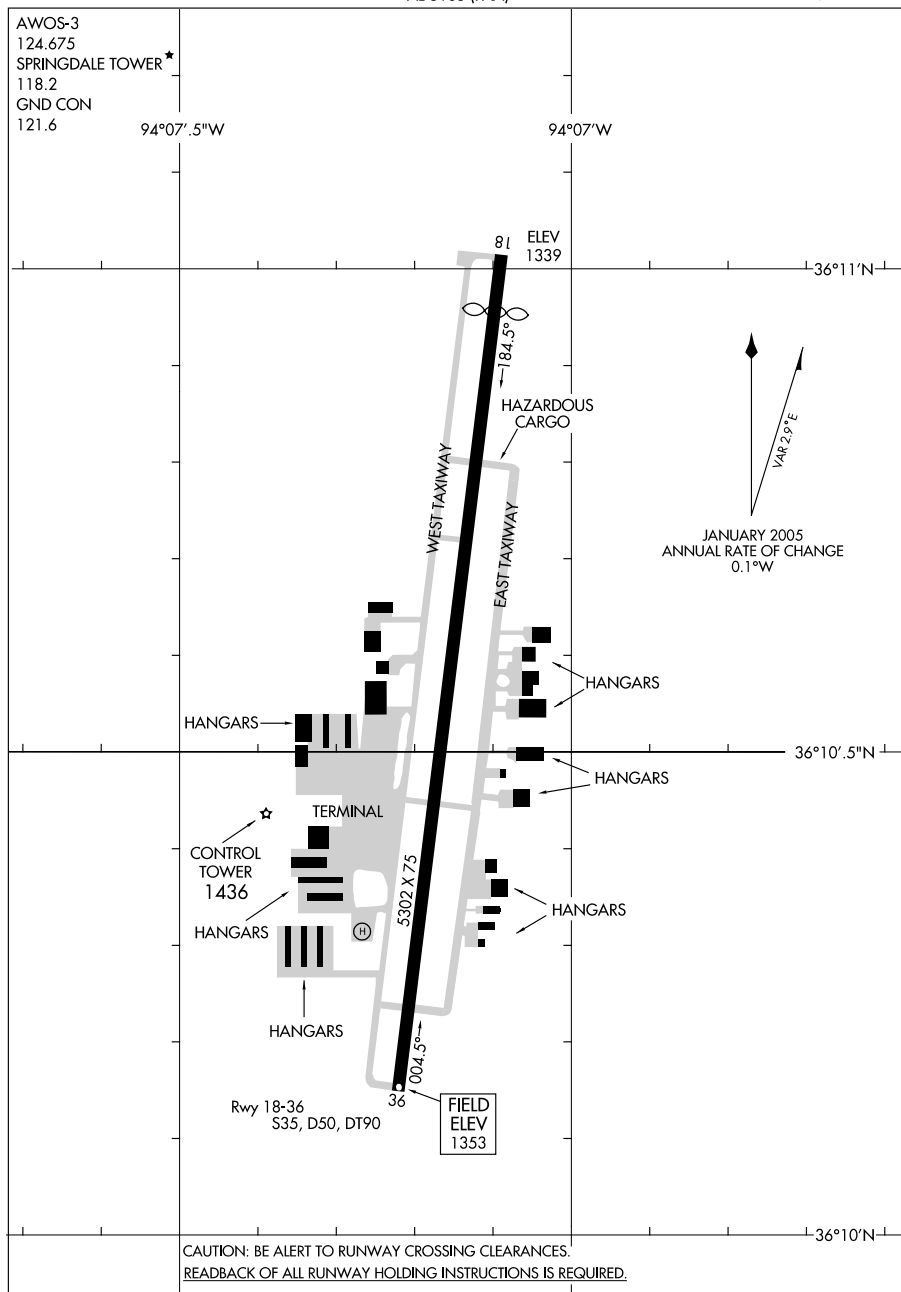 AWOS-3
124.675
SPRINGDALE TOWER
118.2
GND CON
121.6
94°07'.5"W
94°07'W
18
ELEV
1339
36°11'N
184.5°
HAZARDOUS
CARGO
VAR 2.9°E
WEST TAXIWAY
EAST TAXIWAY
JANUARY 2005
ANNUAL RATE OF CHANGE
0.1°W
HANGARS
HANGARS
36°10'.5"N
HANGARS
TERMINAL
CONTROL
TOWER
1436
5302 X 75
HANGARS
HANGARS
H
HANGARS
004.5°
36
Rwy 18-36
S35, D50, DT90
FIELD
ELEV
1353
36°10'N
CAUTION: BE ALERT TO RUNWAY CROSSING CLEARANCES.
READBACK OF ALL RUNWAY HOLDING INSTRUCTIONS IS REQUIRED.